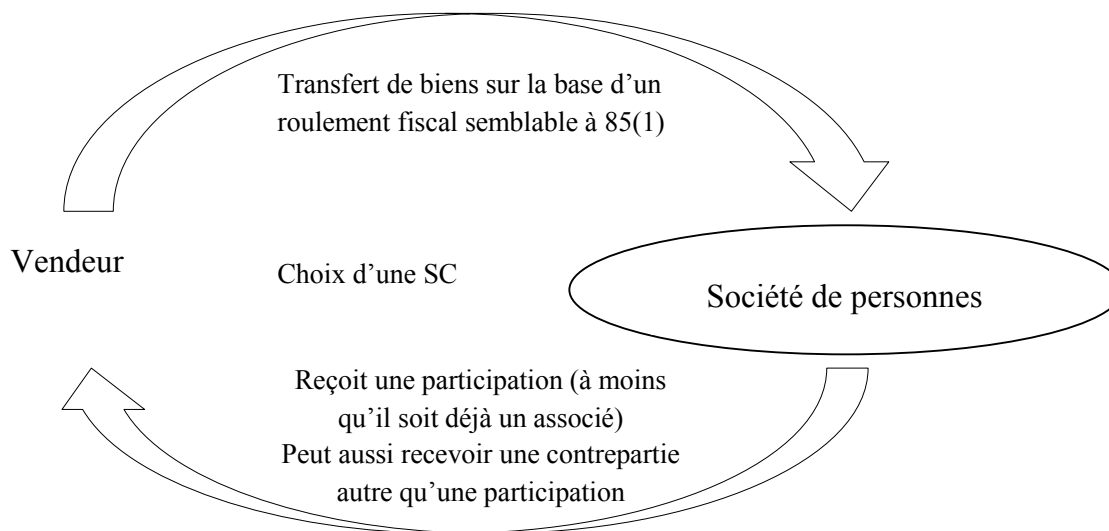 Transfert de biens sur la base d’un
roulement fiscal semblable à 85(1)
Vendeur
Choix d’une SC
Société de personnes
Reçoit une participation (à moins
qu’il soit déjà un associé)
Peut aussi recevoir une contrepartie
autre qu’une participation